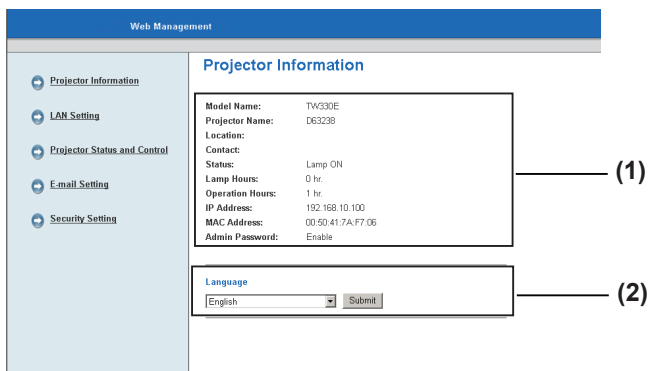 Web Management
Projector Information
Projector Information
LAN Setting
Projector Status and Control
E-mail Setting
Security Setting
Model Name: TW330E
Projector Name: D63238
Location:
Contact:
Status: Lamp ON
Lamp Hours: 0 hr.
Operation Hours: 1 hr.
IP Address: 192.168.10.100
MAC Address: 00:50:41:7A:F7:06
Admin Password: Enable
(1)
Language
English Submit
(2)